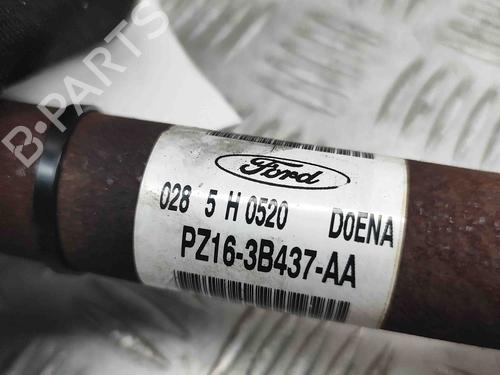 B-PARTS
Ford
028 5 H 0520 D0ENA
PZ16-3B437-AA